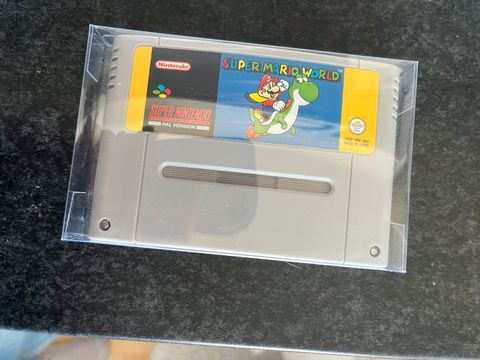 Nintendo
SUPER MARIO WORLD
SUPER NINTENDO
PAL VERSION
MADE IN JAPAN